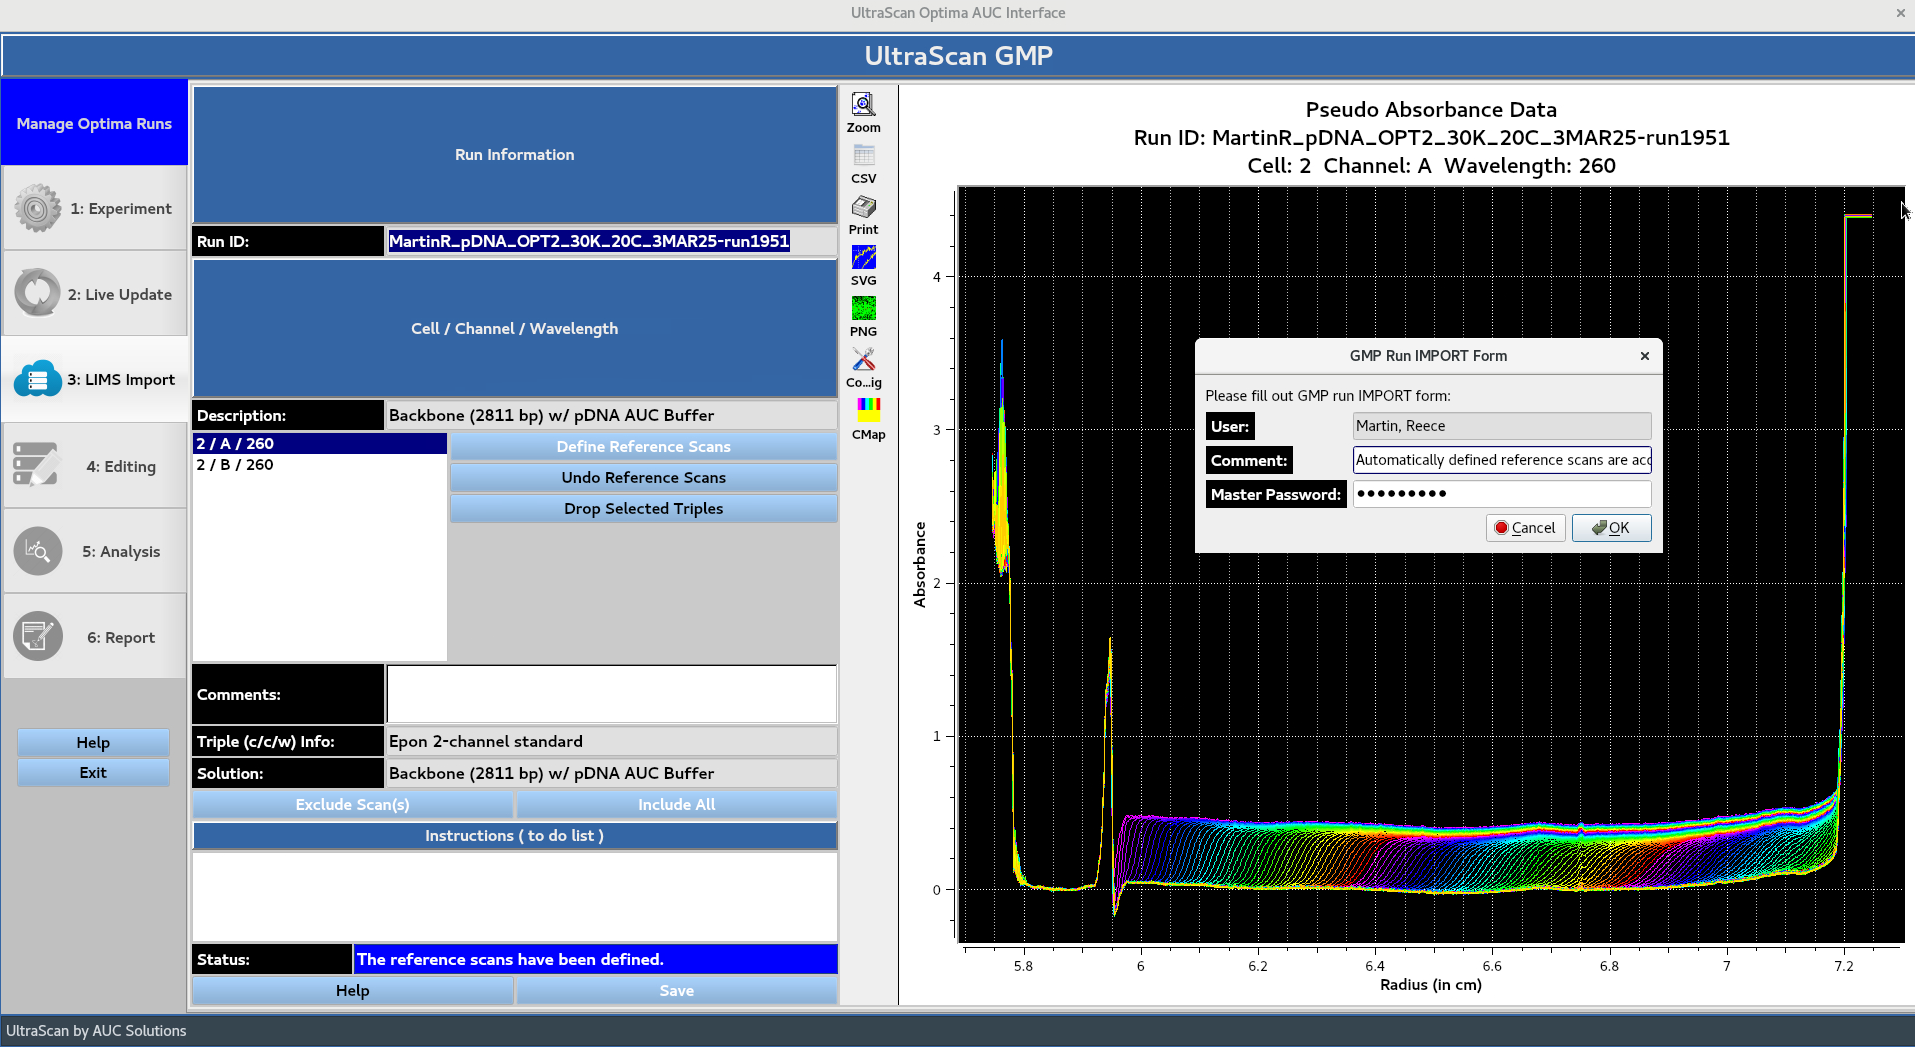 UltraScan Optima AUC Interface
UltraScan GMP
Manage Optima Runs
1: Experiment
2: Live Update
3: LIMS Import
4: Editing
5: Analysis
6: Report
Help
Exit
Run Information
Run ID: MartinR_pDNA_OPT2_30K_20C_3MAR25-run1951
Cell / Channel / Wavelength
Description: Backbone (2811 bp) w/ pDNA AUC Buffer
2 / A / 260
2 / B / 260
Define Reference Scans
Undo Reference Scans
Drop Selected Triples
Comments:
Triple (c/c/w) Info: Epon 2-channel standard
Solution: Backbone (2811 bp) w/ pDNA AUC Buffer
Exclude Scan(s) Include All
Instructions ( to do list )
Status: The reference scans have been defined.
Help Save
Zoom
CSV
Print
SVG
PNG
Co...ig
CMap
Pseudo Absorbance Data
Run ID: MartinR_pDNA_OPT2_30K_20C_3MAR25-run1951
Cell: 2 Channel: A Wavelength: 260
Absorbance
4
3
2
1
0
5.8 6 6.2 6.4 6.6 6.8 7 7.2
Radius (in cm)
GMP Run IMPORT Form
Please fill out GMP run IMPORT form:
User: Martin, Reece
Comment: Automatically defined reference scans are acc
Master Password: ●●●●●●●●●
Cancel OK
UltraScan by AUC Solutions